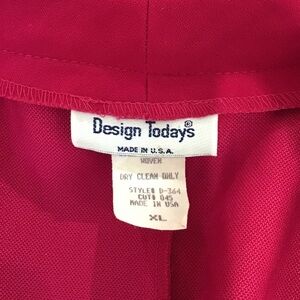 Design Todays®
MADE IN U.S.A.
WOVEN
DRY CLEAN ONLY
STYLE# D-364
CUT# 045
MADE IN USA
XL